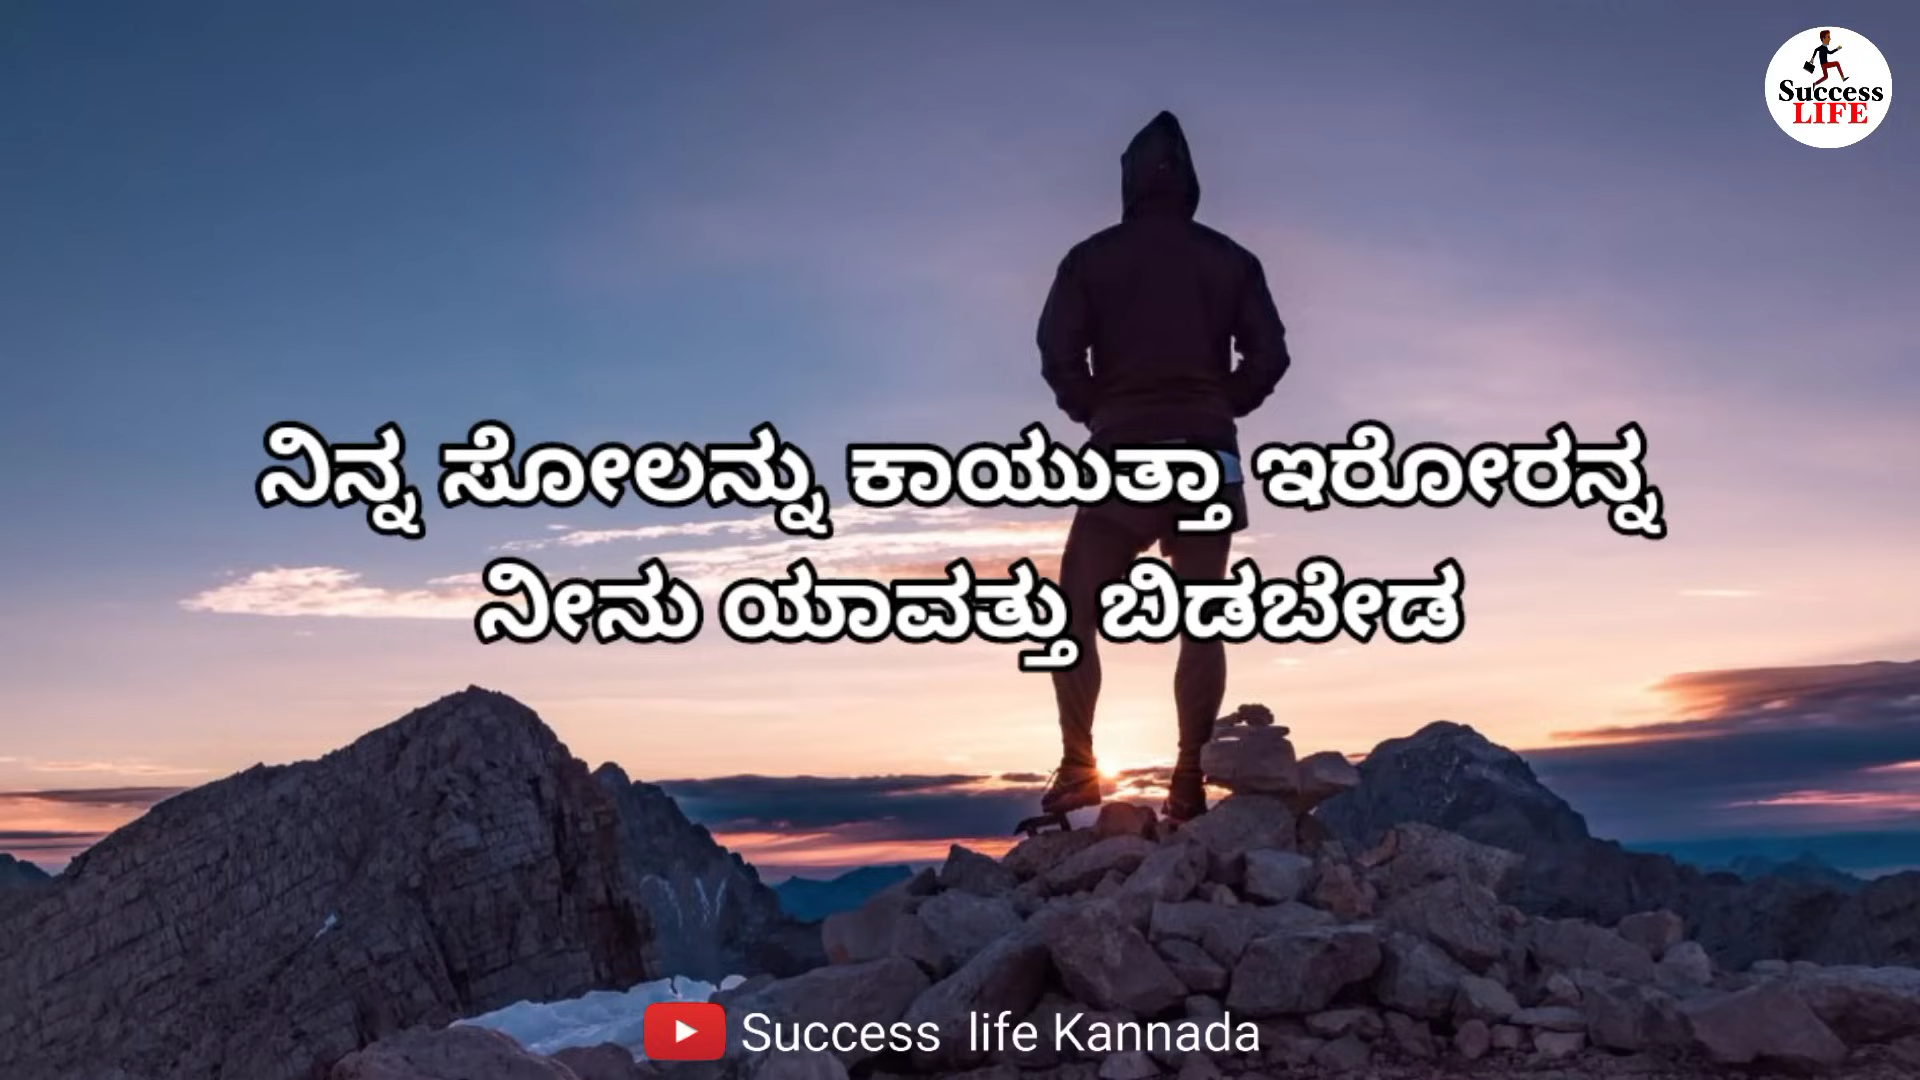 Success
LIFE
ನಿನ್ನ ಸೋಲನ್ನು ಕಾಯುತ್ತಾ ಇರೋರನ್ನ
ನೀನು ಯಾವತ್ತು ಬಿಡಬೇಡ
Success life Kannada